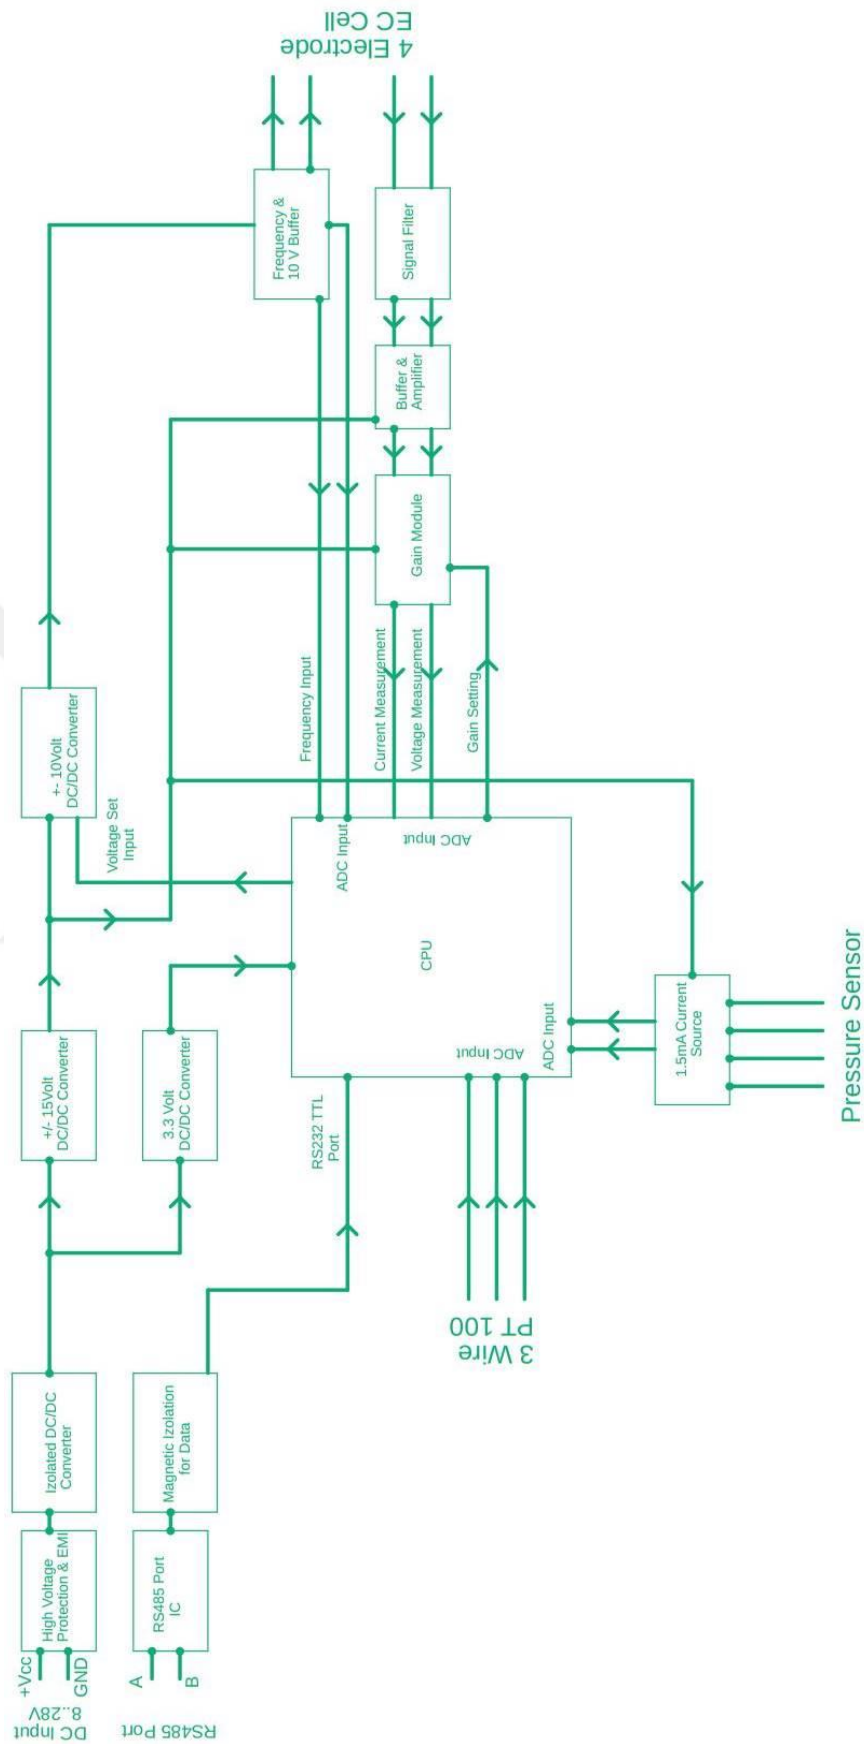 4 Electrode
EC Cell
Frequency &
10 V Buffer
Signal Filter
Buffer &
Amplifier
Gain Module
+- 10Volt
DC/DC Converter
Voltage Set
Input
Frequency Input
Current Measurement
Voltage Measurement
Gain Setting
ADC Input
ADC Input
CPU
ADC Input
ADC Input
+/- 15Volt
DC/DC Converter
3.3 Volt
DC/DC Converter
RS232 TTL
Port
1.5mA Current
Source
Pressure Sensor
3 Wire
PT 100
Izolated DC/DC
Converter
Magnetic Izolation
for Data
High Voltage
Protection & EMI
RS485 Port
IC
+Vcc
GND
A
B
DC Input
8..28V
RS485 Port